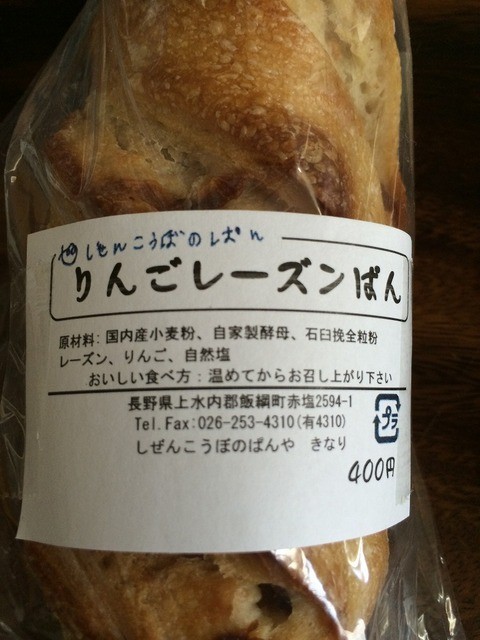 しぜんこうぼのぱん
りんごレーズンぱん
原材料: 国内産小麦粉、自家製酵母、石臼挽全粒粉
レーズン、りんご、自然塩
おいしい食べ方：温めてからお召し上がり下さい
長野県上水内郡飯綱町赤塩2594-1
Tel.Fax:026-253-4310(有4310)
しぜんこうぼのぱんや きなり
プラ
400円